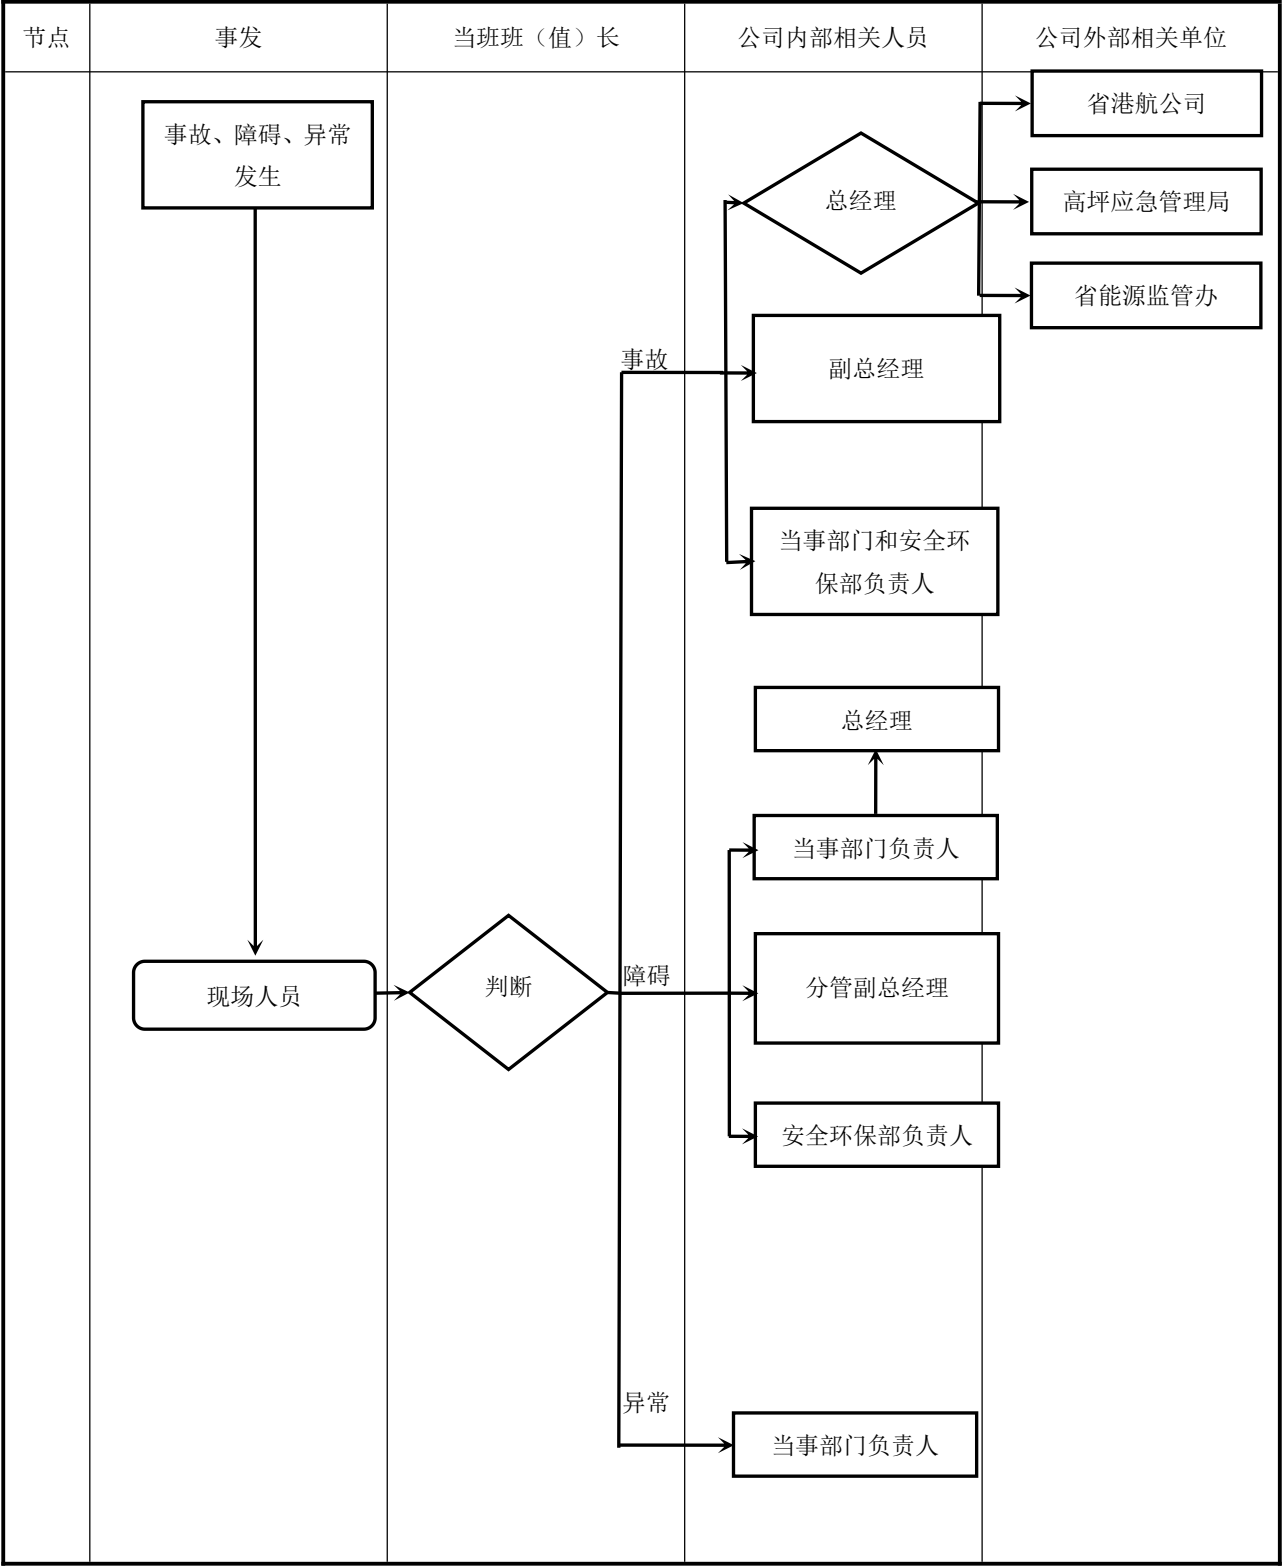 节点
事发
当班班（值）长
公司内部相关人员
公司外部相关单位
事故、障碍、异常
发生
省港航公司
总经理
高坪应急管理局
省能源监管办
事故
副总经理
当事部门和安全环
保部负责人
总经理
当事部门负责人
现场人员
判断
障碍
分管副总经理
安全环保部负责人
异常
当事部门负责人